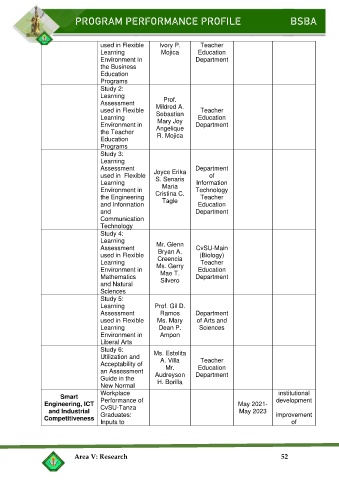 PROGRAM PERFORMANCE PROFILE BSBA
used in Flexible
Learning
Environment in
the Business
Education
Programs
Ivory P.
Mojica
Teacher
Education
Department
Study 2:
Learning
Assessment
used in Flexible
Learning
Environment in
the Teacher
Education
Programs
Prof.
Mildred A.
Sebastian
Mary Joy
Angelique
R. Mojica
Teacher
Education
Department
Study 3:
Learning
Assessment
used in Flexible
Learning
Environment in
the Engineering
and Information
and
Communication
Technology
Joyce Erika
S. Senaris
Maria
Cristina C.
Tagle
Department
of
Information
Technology
Teacher
Education
Department
Study 4:
Learning
Assessment
used in Flexible
Learning
Environment in
Mathematics
and Natural
Sciences
Mr. Glenn
Bryan A.
Creencia
Ms. Gerry
Mae T.
Silvero
CvSU-Main
(Biology)
Teacher
Education
Department
Study 5:
Learning
Assessment
used in Flexible
Learning
Environment in
Liberal Arts
Prof. Gil D.
Ramos
Ms. Mary
Dean P.
Ampon
Department
of Arts and
Sciences
Study 6:
Utilization and
Acceptability of
an Assessment
Guide in the
New Normal
Ms. Estelita
A. Villa
Mr.
Audreyson
H. Borilla
Teacher
Education
Department
Smart
Engineering, ICT
and Industrial
Competitiveness
Workplace
Performance of
CvSU-Tanza
Graduates:
Inputs to
May 2021-
May 2023
institutional
development
/
improvement
of
Area V: Research 52